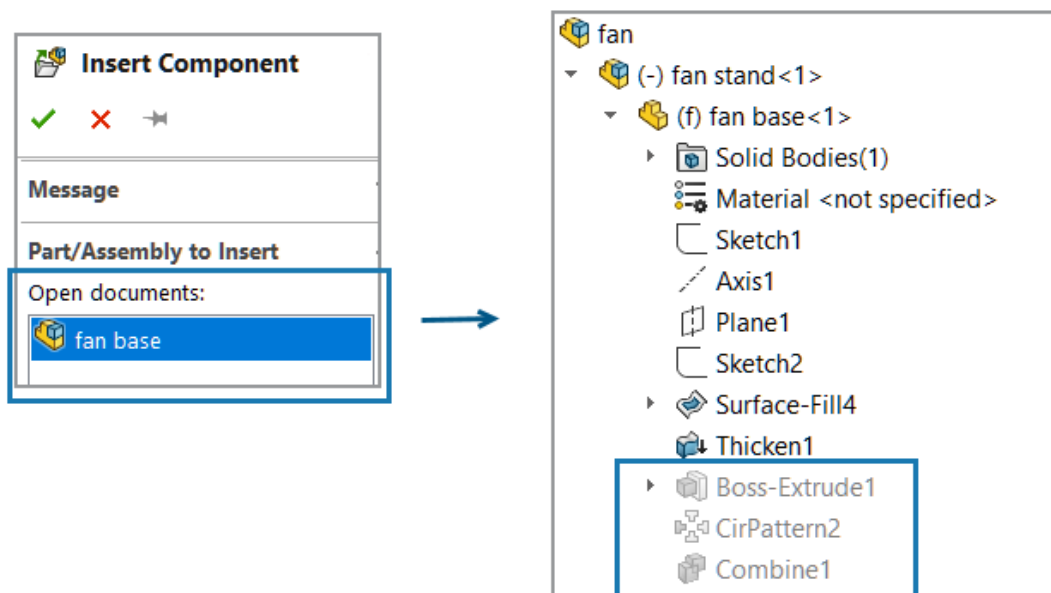 Insert Component
Message
Part/Assembly to Insert
Open documents:
fan base
fan
(-) fan stand<1>
(f) fan base<1>
Solid Bodies(1)
Material <not specified>
Sketch1
Axis1
Plane1
Sketch2
Surface-Fill4
Thicken1
Boss-Extrude1
CirPattern2
Combine1